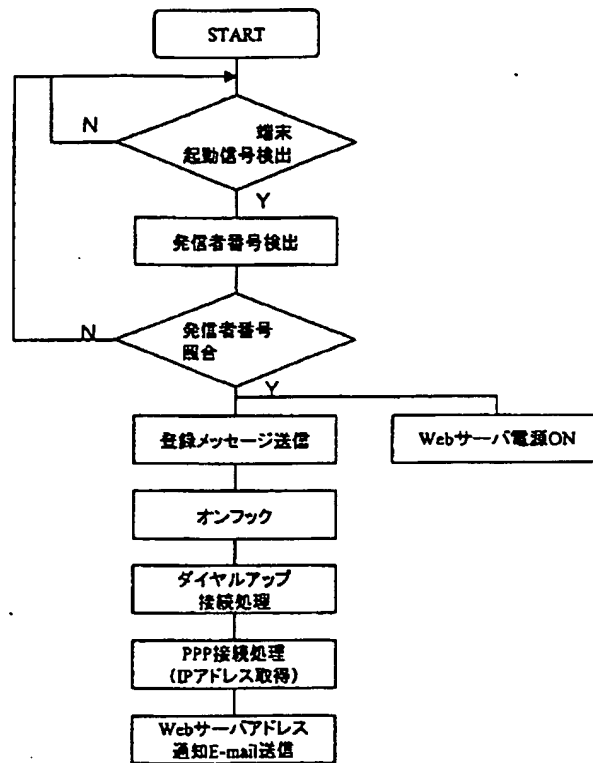 START
N
端末
起動信号検出
Y
発信者番号検出
N
発信者番号
照合
Y
登録メッセージ送信
Webサーバ電源ON
オンフック
ダイヤルアップ
接続処理
PPP接続処理
(IPアドレス取得)
Webサーバアドレス
通知E-mail送信